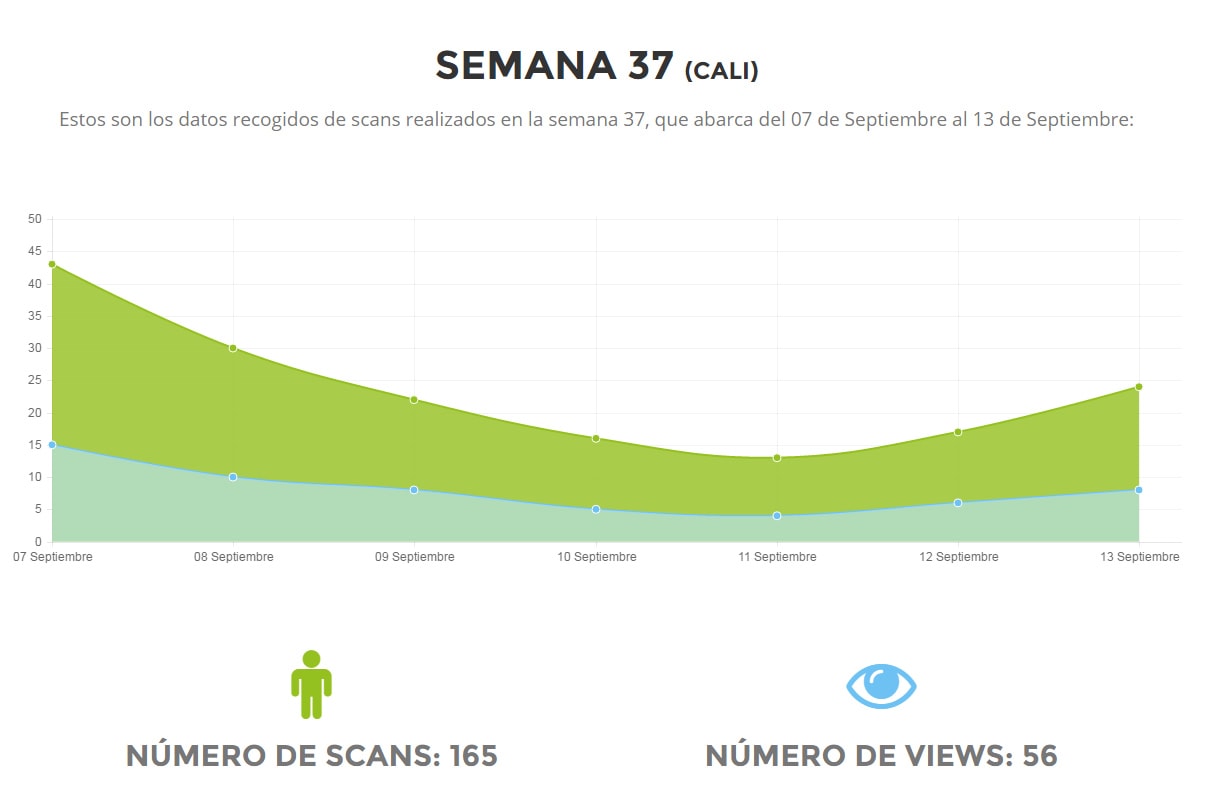 SEMANA 37 (CALI)
Estos son los datos recogidos de scans realizados en la semana 37, que abarca del 07 de Septiembre al 13 de Septiembre:
50
45
40
35
30
25
20
15
10
5
0
07 Septiembre 08 Septiembre 09 Septiembre 10 Septiembre 11 Septiembre 12 Septiembre 13 Septiembre
NÚMERO DE SCANS: 165 NÚMERO DE VIEWS: 56